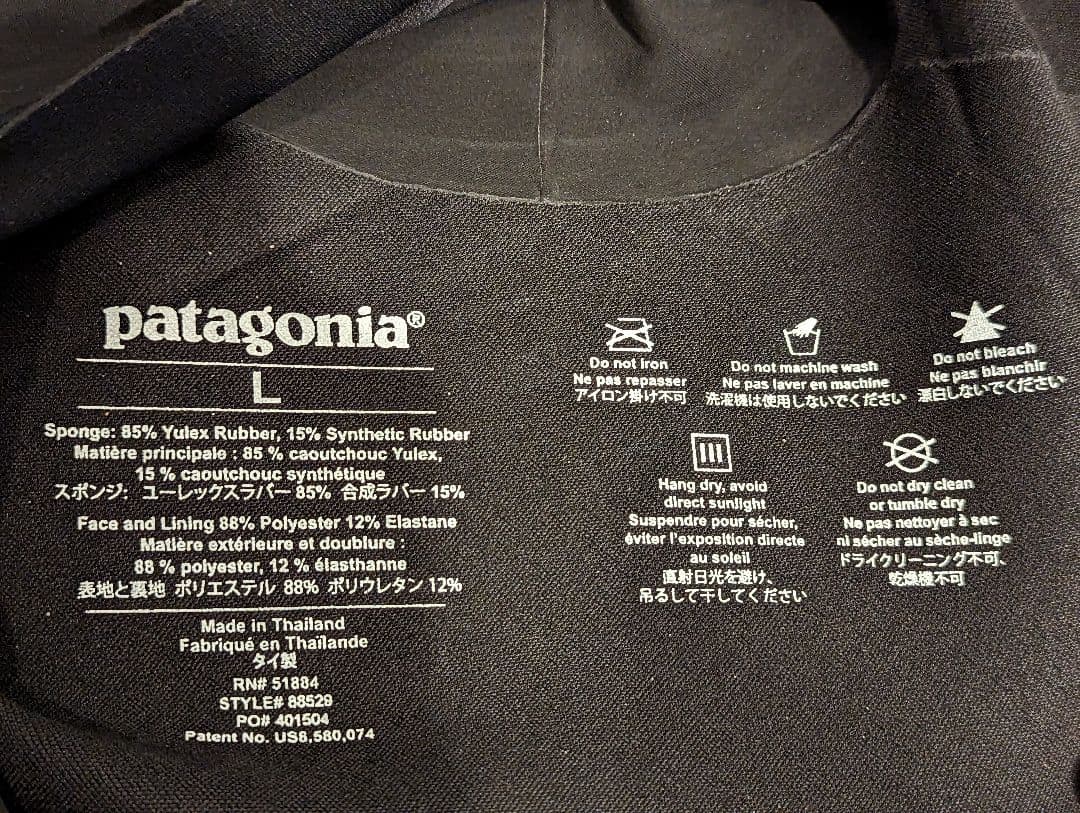 patagonia®
L
Sponge: 85% Yulex Rubber, 15% Synthetic Rubber
Matière principale : 85 % caoutchouc Yulex,
15 % caoutchouc synthétique
スポンジ: ユーレックスラバー 85% 合成ラバー 15%
Face and Lining 88% Polyester 12% Elastane
Matière extérieure et doublure :
88 % polyester, 12 % élasthanne
表地と裏地 ポリエステル 88% ポリウレタン 12%
Made in Thailand
Fabriqué en Thaïlande
タイ製
RN# 51884
STYLE# 88529
PO# 401504
Patent No. US8,580,074
Do not iron
Ne pas repasser
アイロン掛け不可
Do not machine wash
Ne pas laver en machine
洗濯機は使用しないでください
Do not bleach
Ne pas blanchir
漂白しないでください
Hang dry, avoid
direct sunlight
Suspendre pour sécher,
éviter l'exposition directe
au soleil
直射日光を避け、
吊るして干してください
Do not dry clean
or tumble dry
Ne pas nettoyer à sec
ni sécher au sèche-linge
ドライクリーニング不可、
乾燥機不可